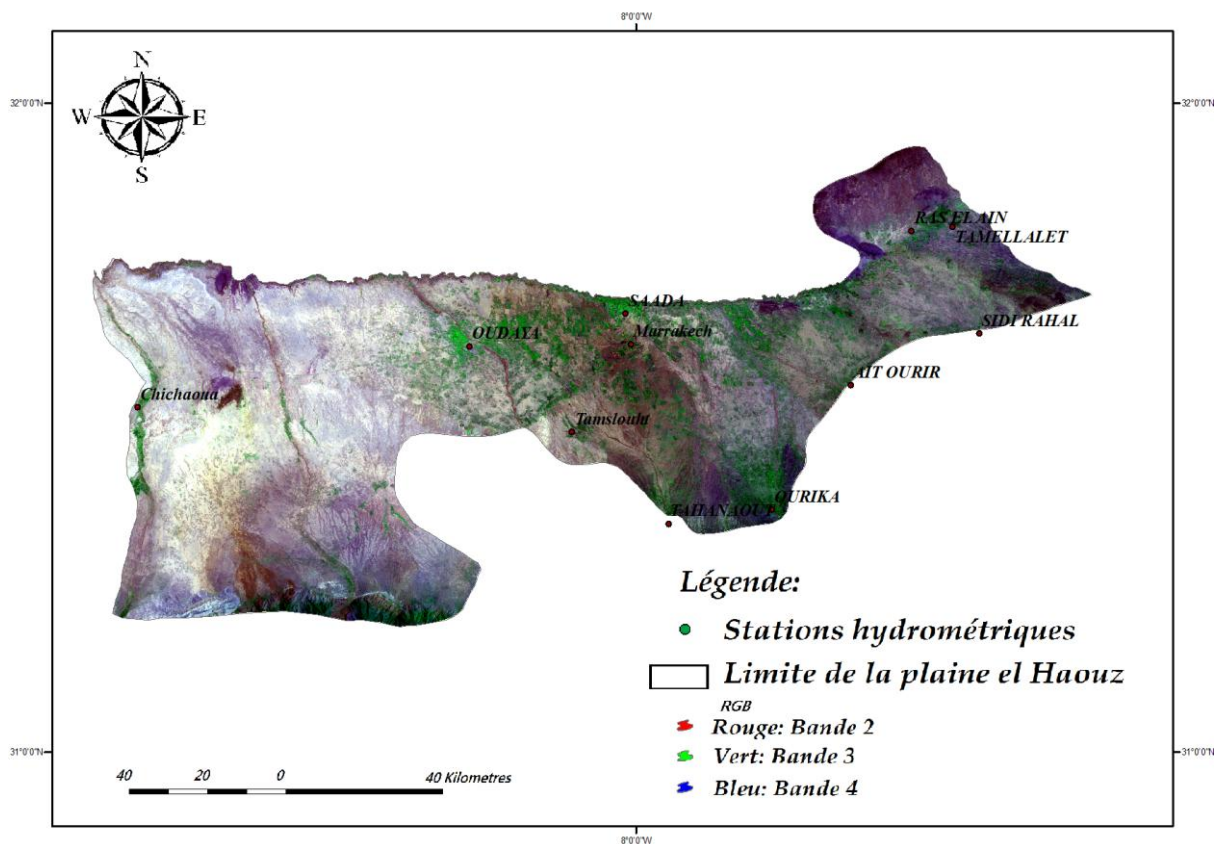 8°0'0"W
N
32°0'0"N
32°0'0"N
W
E
S
RAS EL AIN
TAMELLALET
SAADA
SIDI RAHAL
OUDAYA
Marrakech
AIT OURIR
Chichaoua
Tamslouht
OURIKA
TAHANAOUT
Légende:
Stations hydrométriques
Limite de la plaine el Haouz
RGB
Rouge: Bande 2
31°0'0"N
31°0'0"N
Vert: Bande 3
40 20 0 40 Kilometres
Bleu: Bande 4
8°0'0"W